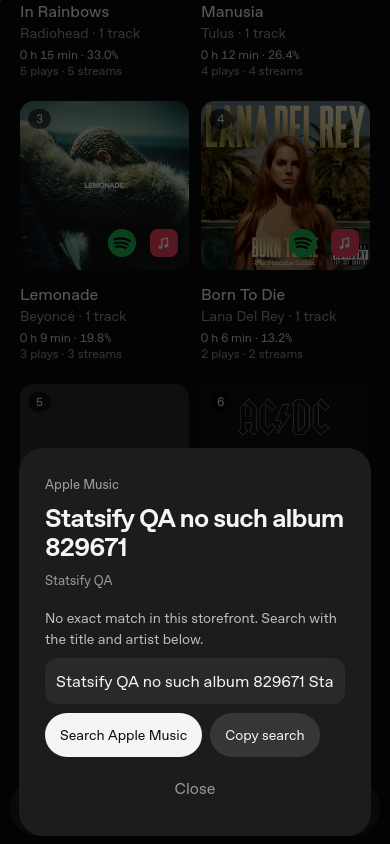 In Rainbows
Manusia
Radiohead · 1 track
Tulus · 1 track
0 h 15 min · 33.0%
0 h 12 min · 26.4%
5 plays · 5 streams
4 plays · 4 streams
3
4
LANA DEL REY
LEMONADE
BORN TO DIE
The Paradise Edition
Lemonade
Born To Die
Beyoncé · 1 track
Lana Del Rey · 1 track
0 h 9 min · 19.8%
0 h 6 min · 13.2%
3 plays · 3 streams
2 plays · 2 streams
5
6
AC/DC
Apple Music
Statsify QA no such album
829671
Statsify QA
No exact match in this storefront. Search with
the title and artist below.
Statsify QA no such album 829671 Sta
Search Apple Music
Copy search
Close